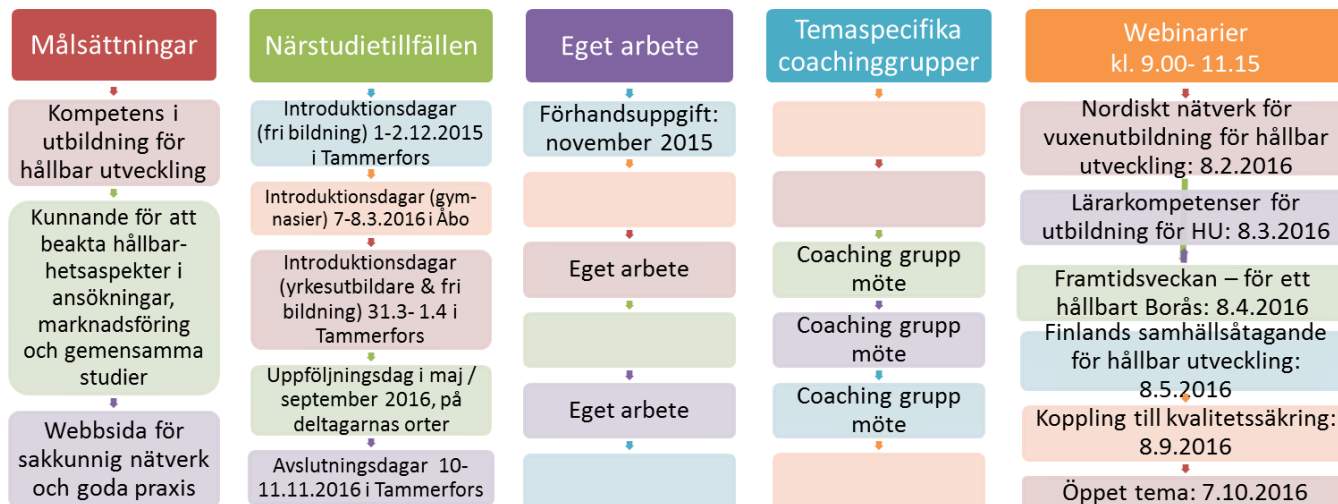 Målsättningar
Kompetens i
utbildning för
hållbar utveckling
Kunnande för att
beakta hållbar-
hetsaspekter i
ansökningar,
marknadsföring
och gemensamma
studier
Webbsida för
sakkunnig nätverk
och goda praxis
Närstudietillfällen
Introduktionsdagar
(fri bildning) 1-2.12.2015
i Tammerfors
Introduktionsdagar (gym-
nasier) 7-8.3.2016 i Åbo
Introduktionsdagar
(yrkesutbildare & fri
bildning) 31.3- 1.4 i
Tammerfors
Uppföljningsdag i maj /
september 2016, på
deltagarnas orter
Avslutningsdagar 10-
11.11.2016 i Tammerfors
Eget arbete
Förhandsuppgift:
november 2015
Eget arbete
Eget arbete
Temaspecifika
coachinggrupper
Coaching grupp
möte
Coaching grupp
möte
Coaching grupp
möte
Webinarier
kl. 9.00- 11.15
Nordiskt nätverk för
vuxenutbildning för hållbar
utveckling: 8.2.2016
Lärarkompetenser för
utbildning för HU: 8.3.2016
Framtidsveckan – för ett
hållbart Borås: 8.4.2016
Finlands samhällsåtagande
för hållbar utveckling:
8.5.2016
Koppling till kvalitetssäkring:
8.9.2016
Öppet tema: 7.10.2016